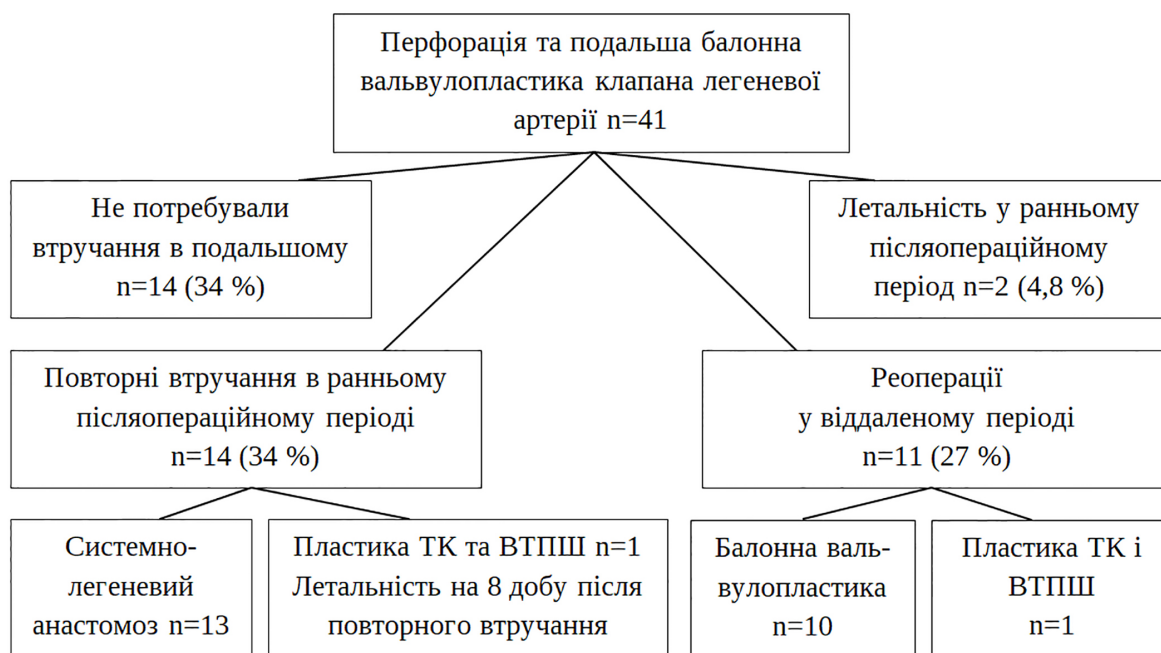 Перфорація та подальша балонна
вальвулопластика клапана легеневої
артерії n=41
Не потребували
втручання в подальшому
n=14 (34 %)
Летальність у ранньому
післяопераційному
період n=2 (4,8 %)
Повторні втручання в ранньому
післяопераційному періоді
n=14 (34 %)
Реоперації
у віддаленому періоді
n=11 (27 %)
Системно-
легеневий
анастомоз n=13
Пластика ТК та ВТПШ n=1
Летальність на 8 добу після
повторного втручання
Балонна валь-
вулопластика
n=10
Пластика ТК і
ВТПШ
n=1